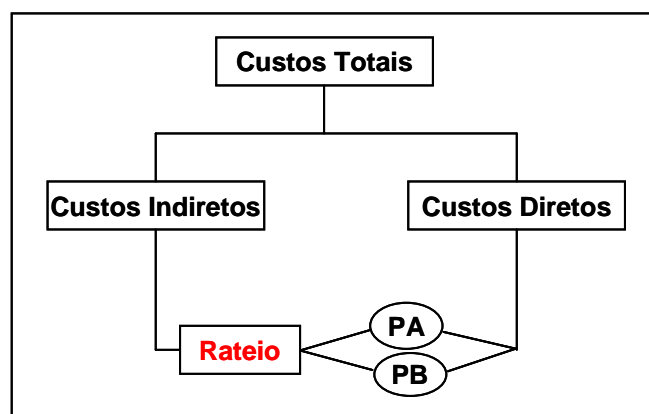 Custos Totais
Custos Indiretos
Custos Diretos
PA
Rateio
PB